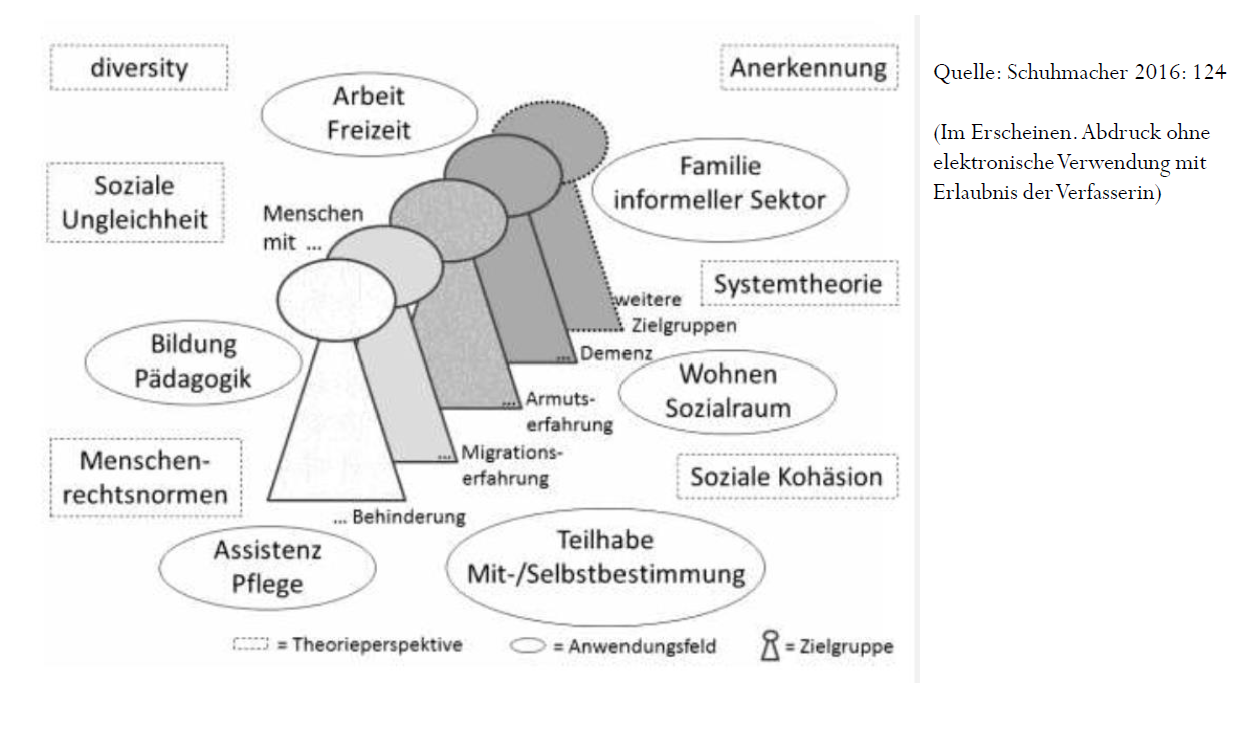 diversity
Anerkennung
Quelle: Schuhmacher 2016: 124
(Im Erscheinen. Abdruck ohne
elektronische Verwendung mit
Erlaubnis der Verfasserin)
Arbeit
Freizeit
Familie
informeller Sektor
Soziale
Ungleichheit
Menschen
mit ...
Systemtheorie
weitere
Zielgruppen
Bildung
Pädagogik
... Demenz
Wohnen
Sozialraum
... Armuts-
erfahrung
Menschen-
rechtsnormen
... Migrations-
erfahrung
Soziale Kohäsion
... Behinderung
Assistenz
Pflege
Teilhabe
Mit-/Selbstbestimmung
= Theorieperspektive
= Anwendungsfeld
= Zielgruppe